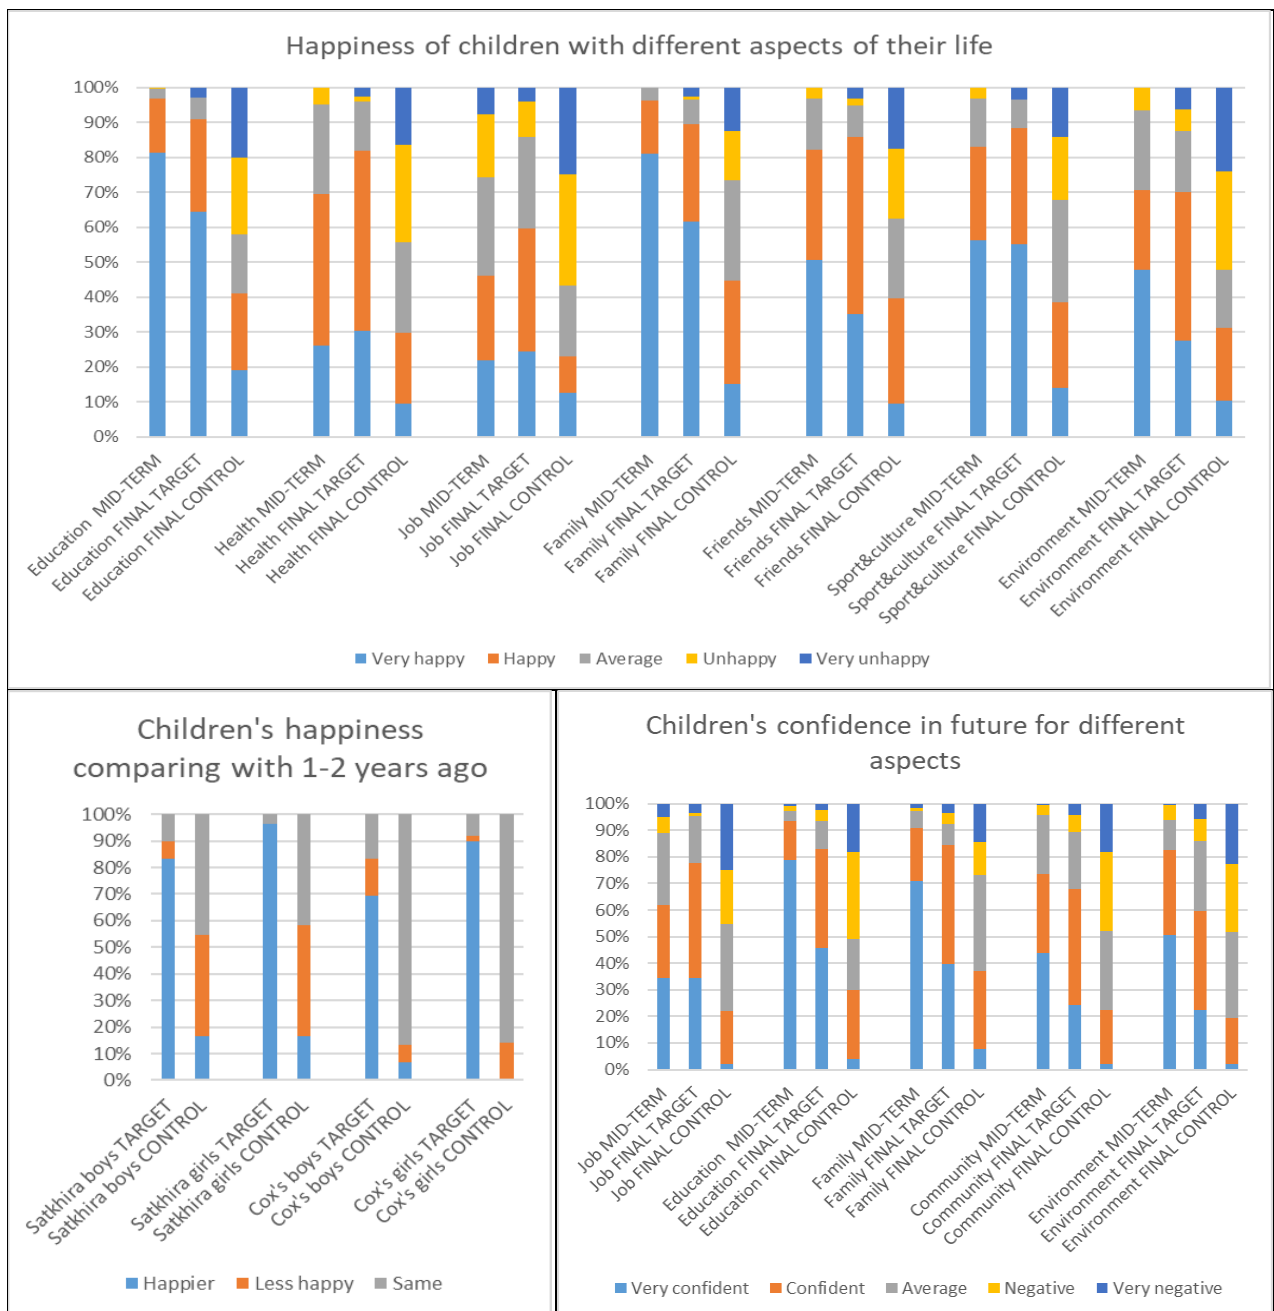 Happiness of children with different aspects of their life
100%
90%
80%
70%
60%
50%
40%
30%
20%
10%
0%
Education MID-TERM
Education FINAL TARGET
Education FINAL CONTROL
Health MID-TERM
Health FINAL TARGET
Health FINAL CONTROL
Job MID-TERM
Job FINAL TARGET
Job FINAL CONTROL
Family MID-TERM
Family FINAL TARGET
Family FINAL CONTROL
Friends MID-TERM
Friends FINAL TARGET
Friends FINAL CONTROL
Sport&culture MID-TERM
Sport&culture FINAL TARGET
Sport&culture FINAL CONTROL
Environment MID-TERM
Environment FINAL TARGET
Environment FINAL CONTROL
Very happy Happy Average Unhappy Very unhappy
Children's happiness
comparing with 1-2 years ago
100%
90%
80%
70%
60%
50%
40%
30%
20%
10%
0%
Satkhira boys TARGET
Satkhira boys CONTROL
Satkhira girls TARGET
Satkhira girls CONTROL
Cox's boys TARGET
Cox's boys CONTROL
Cox's girls TARGET
Cox's girls CONTROL
Happier Less happy Same
Children's confidence in future for different
aspects
100%
90%
80%
70%
60%
50%
40%
30%
20%
10%
0%
Job MID-TERM
Job FINAL TARGET
Job FINAL CONTROL
Education MID-TERM
Education FINAL TARGET
Education FINAL CONTROL
Family MID-TERM
Family FINAL TARGET
Family FINAL CONTROL
Community MID-TERM
Community FINAL TARGET
Community FINAL CONTROL
Environment MID-TERM
Environment FINAL TARGET
Environment FINAL CONTROL
Very confident Confident Average Negative Very negative